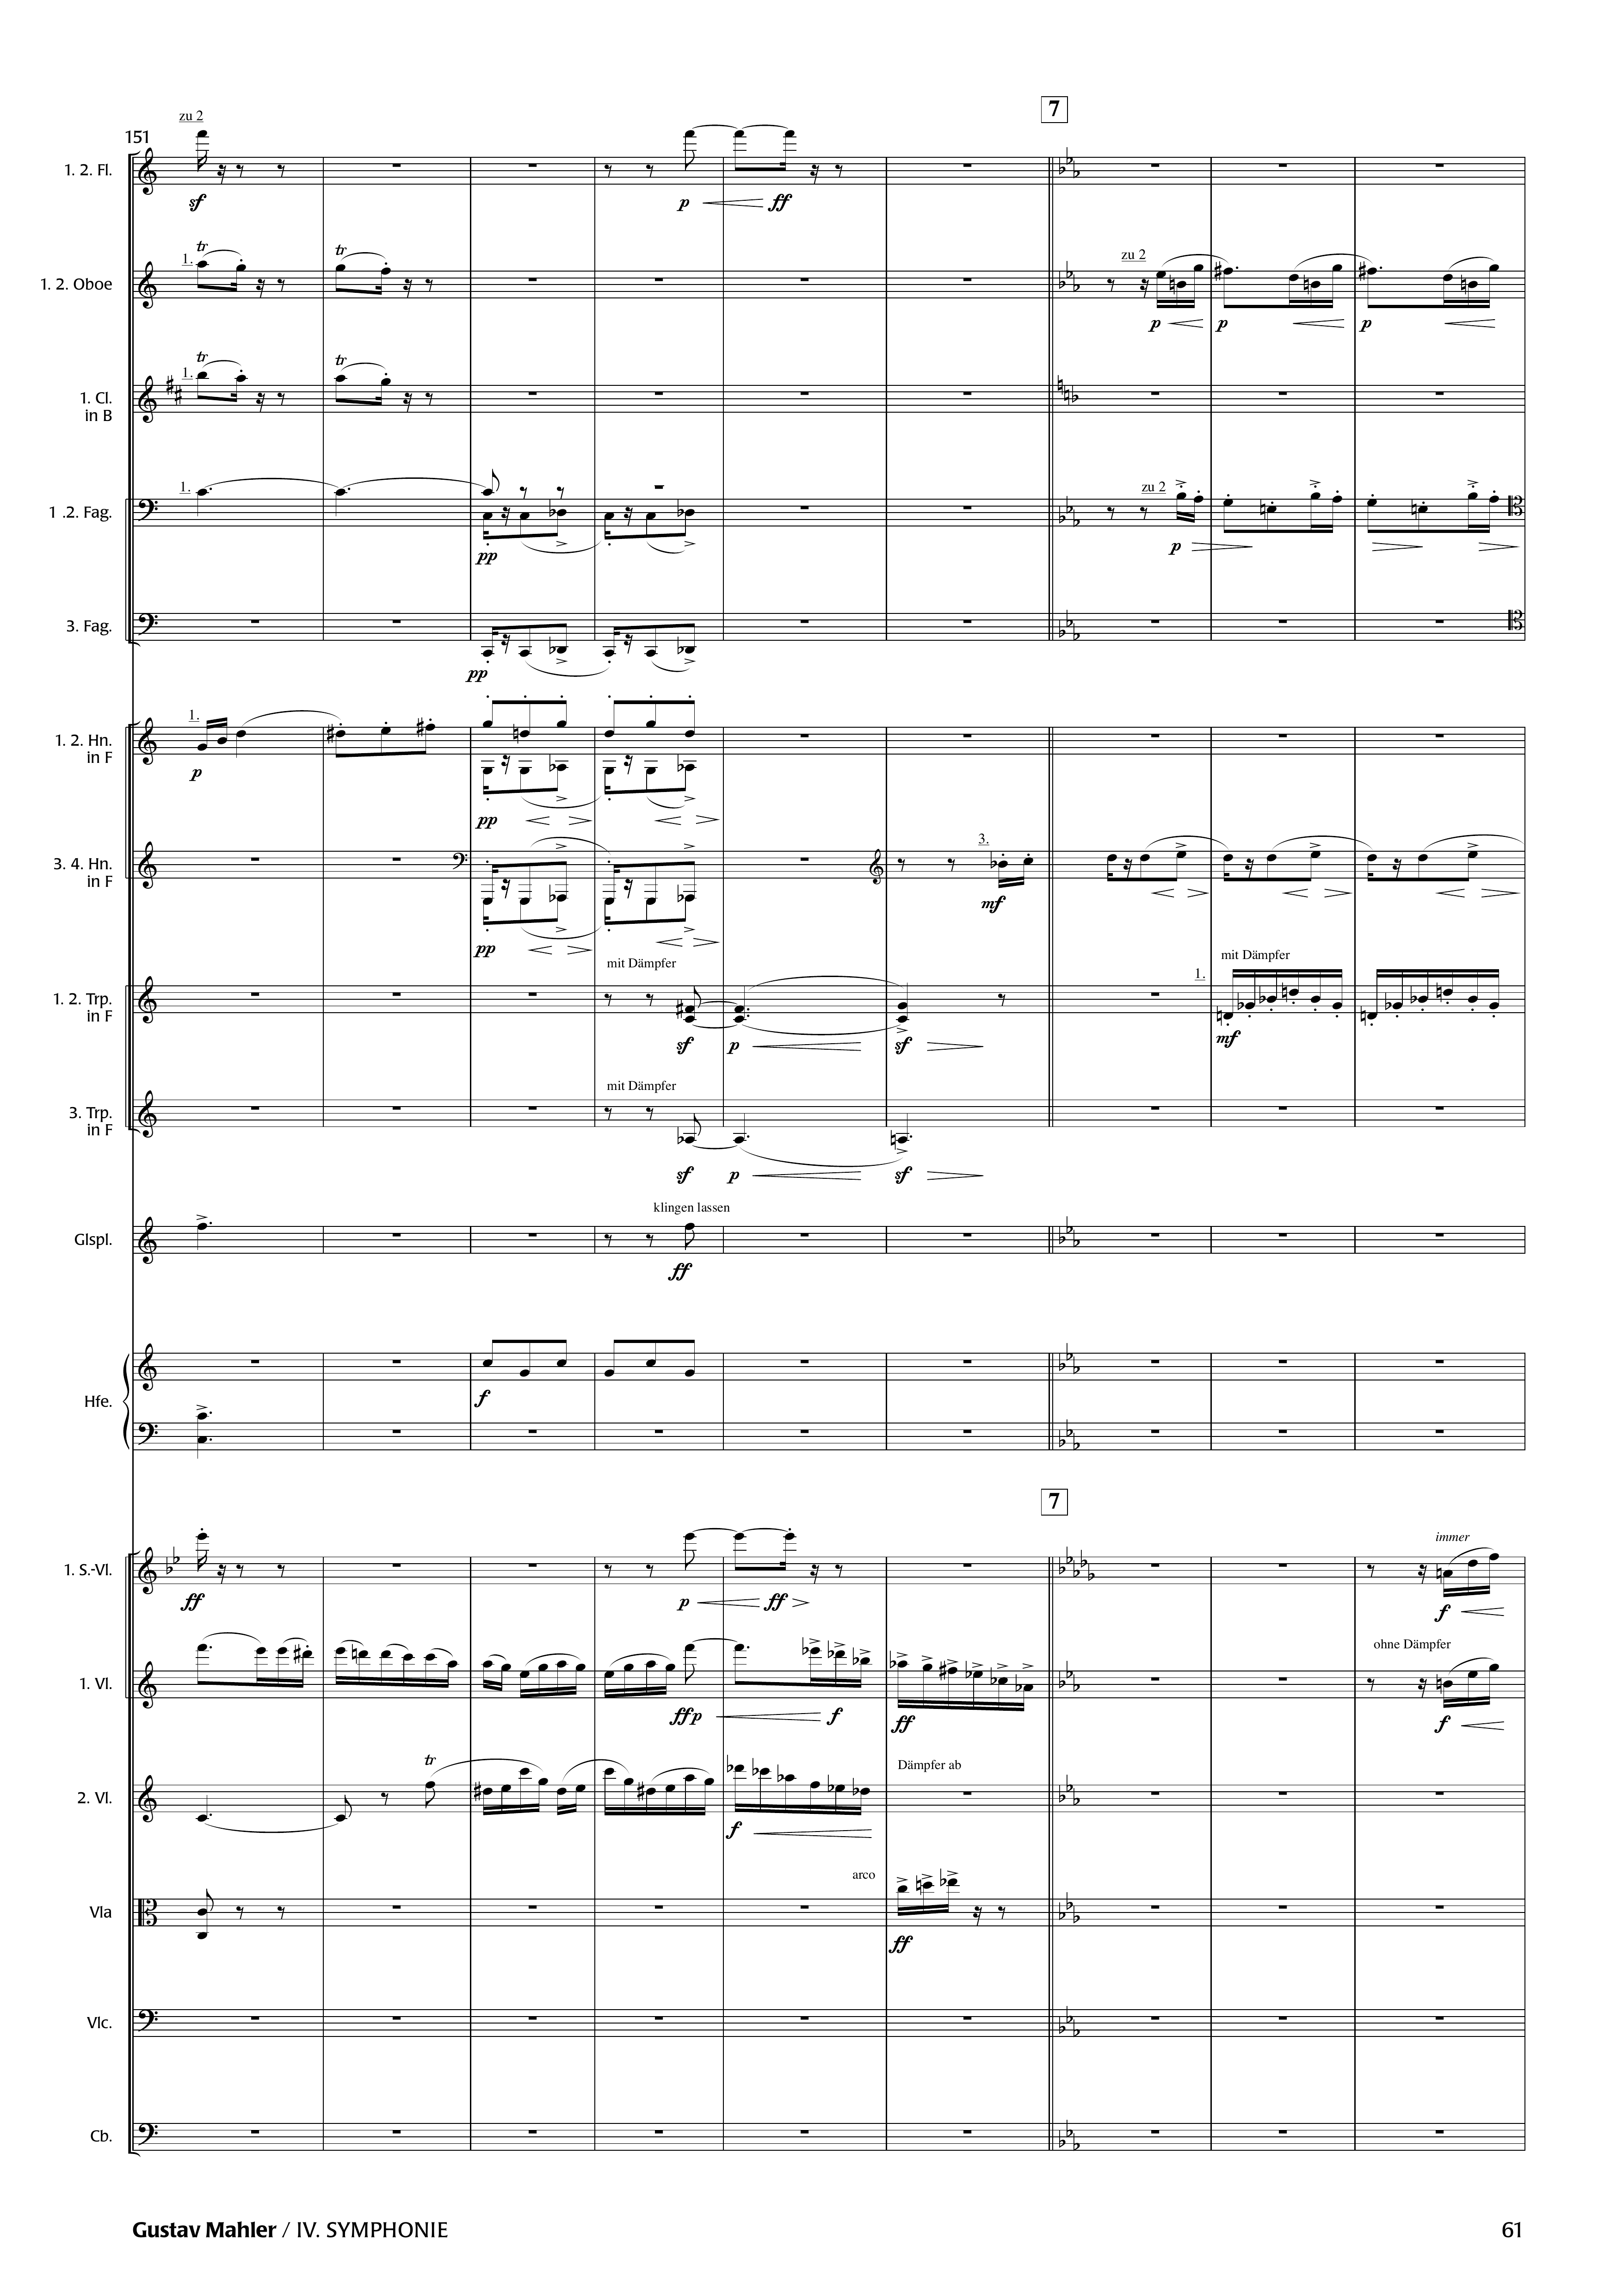 7
zu 2
151
1. 2. Fl.
sf
p
ff
1. 2. Oboe
1.
tr
tr
zu 2
p
p
p
1. Cl.
in B
1.
tr
tr
1 .2. Fag.
1.
pp
zu 2
p
3. Fag.
pp
1. 2. Hn.
in F
1.
p
pp
3. 4. Hn.
in F
pp
3.
mf
1. 2. Trp.
in F
mit Dämpfer
sf
p
sf
1.
mit Dämpfer
mf
3. Trp.
in F
mit Dämpfer
sf
p
sf
Glspl.
klingen lassen
ff
Hfe.
f
7
1. S.-Vl.
ff
p
ff
immer
f
1. Vl.
ffp
f
ff
ohne Dämpfer
f
2. Vl.
tr
f
Dämpfer ab
Vla
arco
ff
Vlc.
Cb.
Gustav Mahler / IV. SYMPHONIE
61